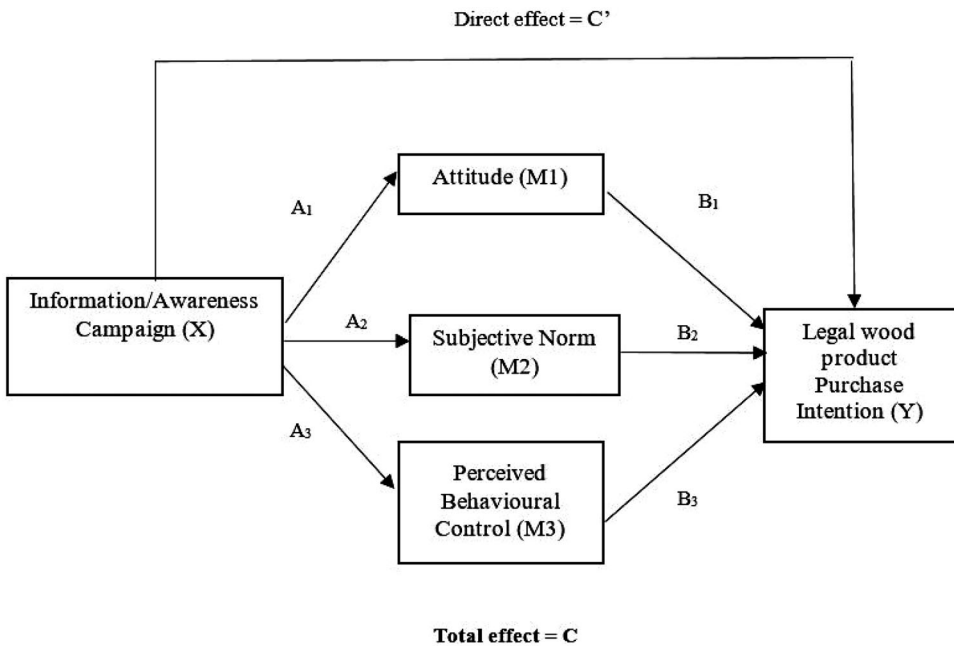 Direct effect = C’
Attitude (M1)
A₁
B₁
Information/Awareness
Campaign (X)
A₂
Subjective Norm
(M2)
B₂
Legal wood
product
Purchase
Intention (Y)
A₃
Perceived
Behavioural
Control (M3)
B₃
Total effect = C